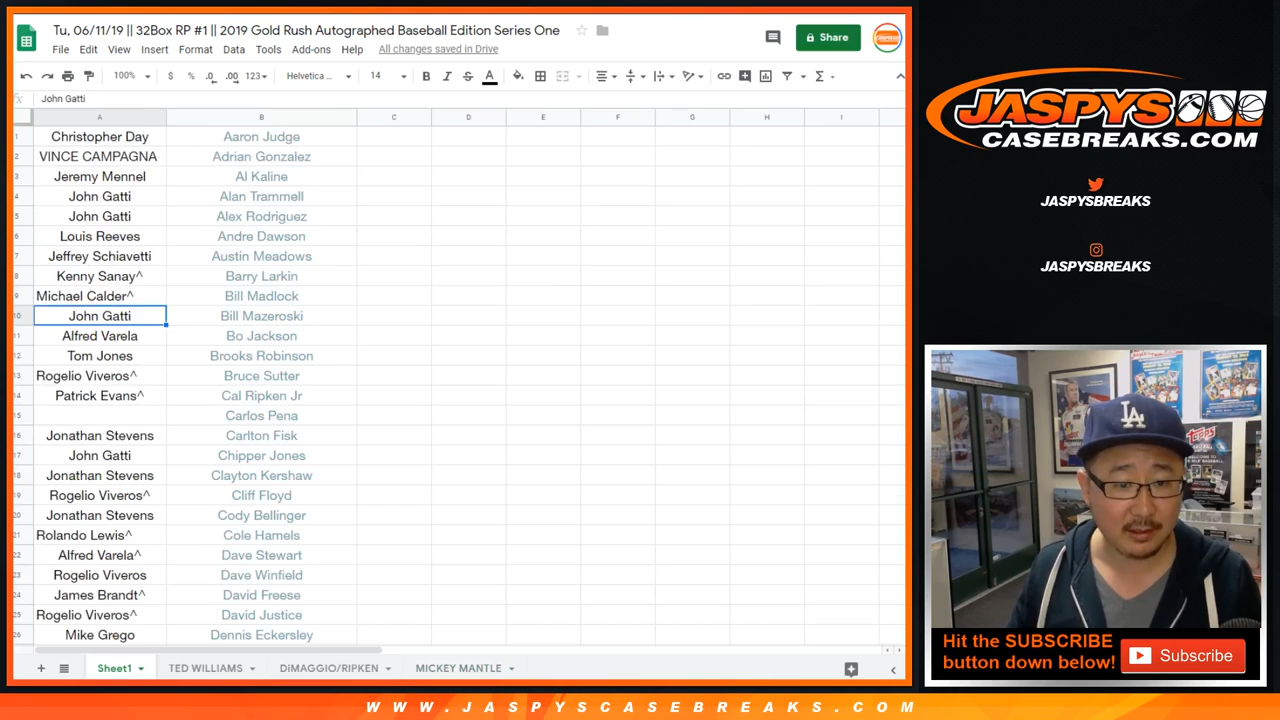 Tu, 06/11/19 || 32Box RP #1 || 2019 Gold Rush Autographed Baseball Edition Series One
Share
File Edit View Insert Format Data Tools Add-ons Help All changes saved in Drive
100% $ % .0 .00 123 Helvetica ... 14 B I S A
fx John Gatti
A B C D E F G H I
1 Christopher Day Aaron Judge
2 VINCE CAMPAGNA Adrian Gonzalez
3 Jeremy Mennel Al Kaline
4 John Gatti Alan Trammell
5 John Gatti Alex Rodriguez
6 Louis Reeves Andre Dawson
7 Jeffrey Schiavetti Austin Meadows
8 Kenny Sanay^ Barry Larkin
9 Michael Calder^ Bill Madlock
10 John Gatti Bill Mazeroski
11 Alfred Varela Bo Jackson
12 Tom Jones Brooks Robinson
13 Rogelio Viveros^ Bruce Sutter
14 Patrick Evans^ Cal Ripken Jr
Carlos Pena
16 Jonathan Stevens Carlton Fisk
17 John Gatti Chipper Jones
18 Jonathan Stevens Clayton Kershaw
19 Rogelio Viveros^ Cliff Floyd
20 Jonathan Stevens Cody Bellinger
21 Rolando Lewis^ Cole Hamels
22 Alfred Varela^ Dave Stewart
23 Rogelio Viveros Dave Winfield
24 James Brandt^ David Freese
25 Rogelio Viveros^ David Justice
26 Mike Grego Dennis Eckersley
Sheet1 TED WILLIAMS DiMAGGIO/RIPKEN MICKEY MANTLE
JASPYS
CASEBREAKS.COM
JASPYSBREAKS
JASPYSBREAKS
LA
topps
Hit the SUBSCRIBE
button down below!
Subscribe
WWW.JASPYSCASEBREAKS.COM